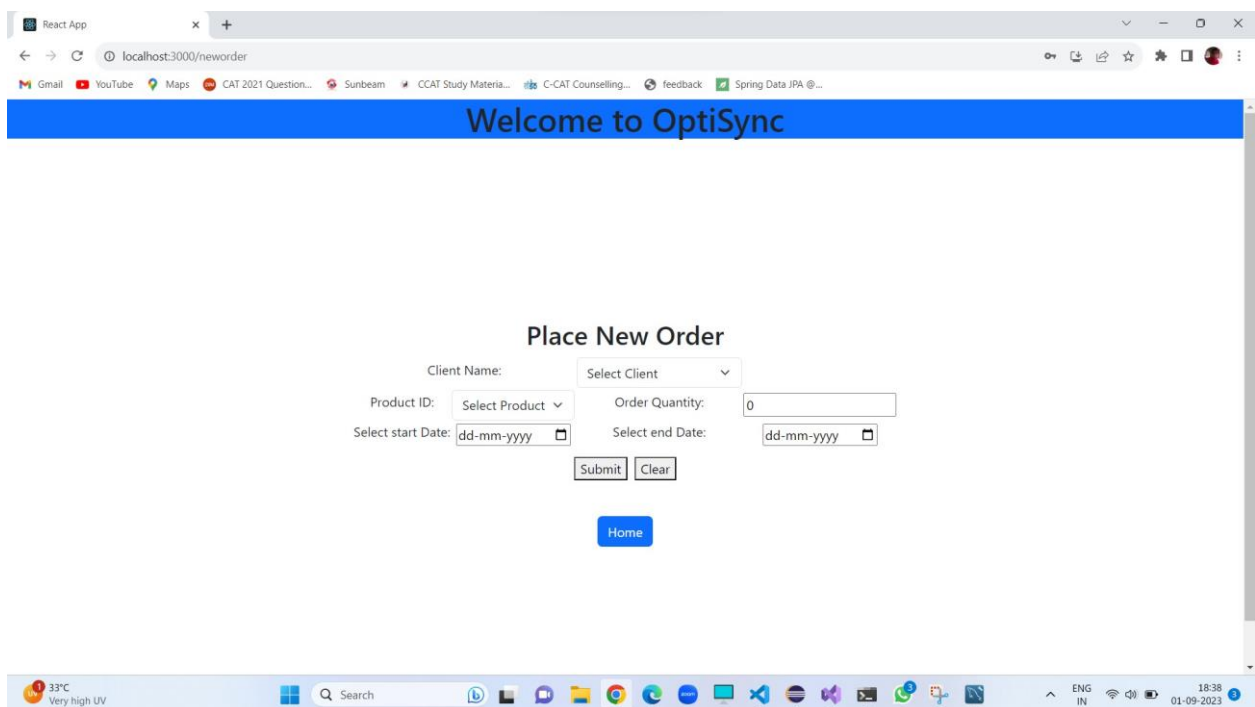 React App
localhost:3000/neworder
Gmail YouTube Maps CAT 2021 Question... Sunbeam CCAT Study Materia... C-CAT Counselling... feedback Spring Data JPA @...
Welcome to OptiSync
Place New Order
Client Name: Select Client
Product ID: Select Product Order Quantity: 0
Select start Date: dd-mm-yyyy Select end Date: dd-mm-yyyy
Submit Clear
Home
1 33°C
Very high UV
Search
zoom
ENG
IN
18:38
01-09-2023
3